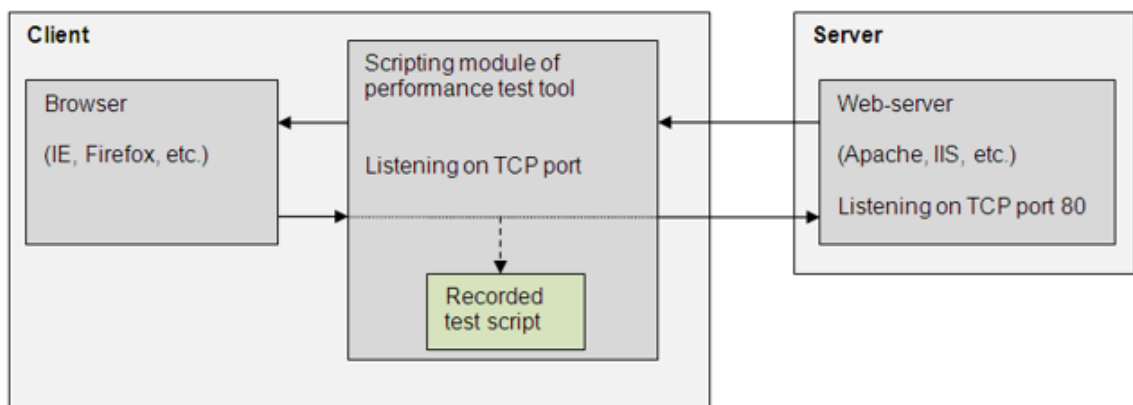 Client
Browser
(IE, Firefox, etc.)
Scripting module of
performance test tool
Listening on TCP port
Recorded
test script
Server
Web-server
(Apache, IIS, etc.)
Listening on TCP port 80